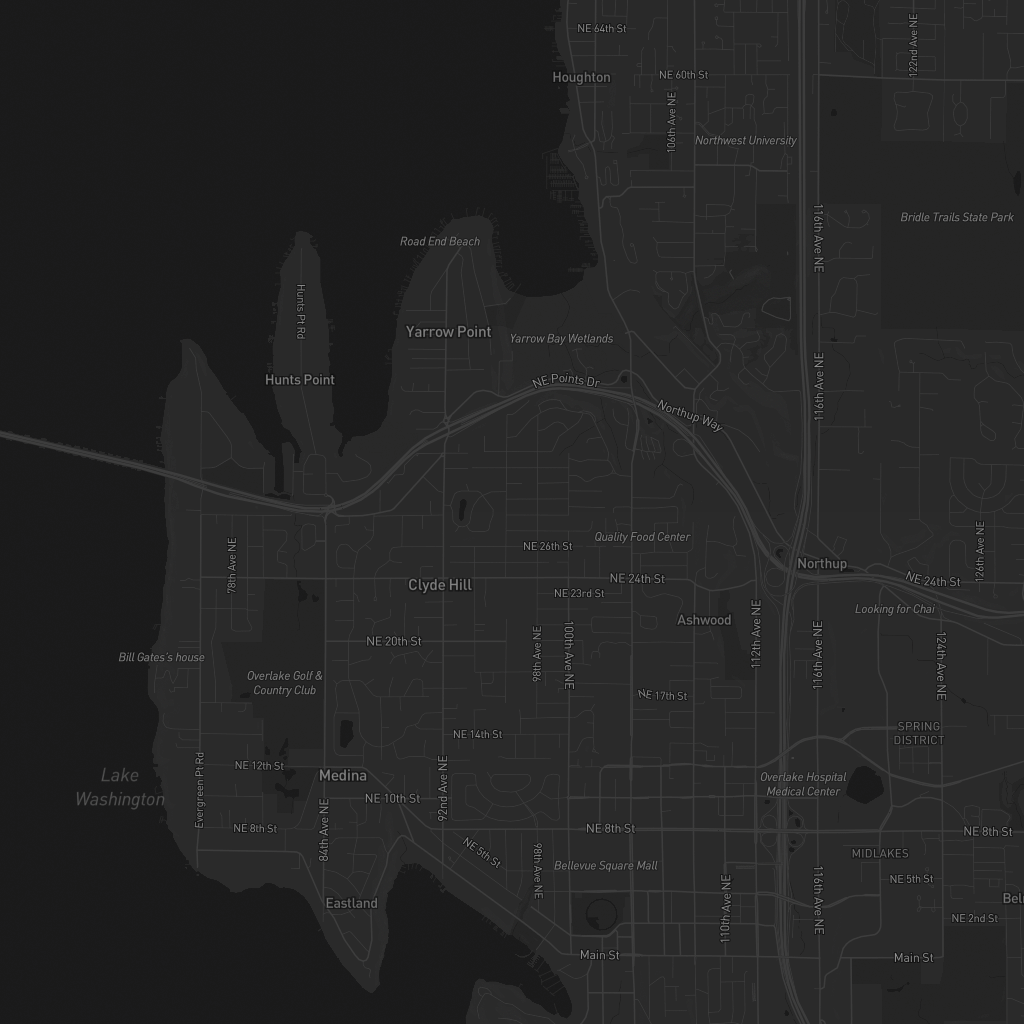 NE 64th St
122nd Ave NE
Houghton
NE 60th St
106th Ave NE
Northwest University
116th Ave NE
Bridle Trails State Park
Road End Beach
Hunts Pt Rd
Yarrow Point
Yarrow Bay Wetlands
Hunts Point
NE Points Dr
116th Ave NE
Northup Way
78th Ave NE
NE 26th St
Quality Food Center
126th Ave NE
Northup
NE 24th St
NE 24th St
Clyde Hill
NE 23rd St
Looking for Chai
Ashwood
112th Ave NE
116th Ave NE
124th Ave NE
NE 20th St
98th Ave NE
100th Ave NE
Bill Gates's house
Overlake Golf &
Country Club
NE 17th St
NE 14th St
SPRING
DISTRICT
Evergreen Pt Rd
NE 12th St
Medina
92nd Ave NE
Lake
Washington
Overlake Hospital
Medical Center
NE 10th St
84th Ave NE
NE 8th St
NE 8th St
NE 8th St
NE 5th St
98th Ave NE
Bellevue Square Mall
MIDLAKES
116th Ave NE
NE 5th St
110th Ave NE
Eastland
Bel
NE 2nd St
Main St
Main St